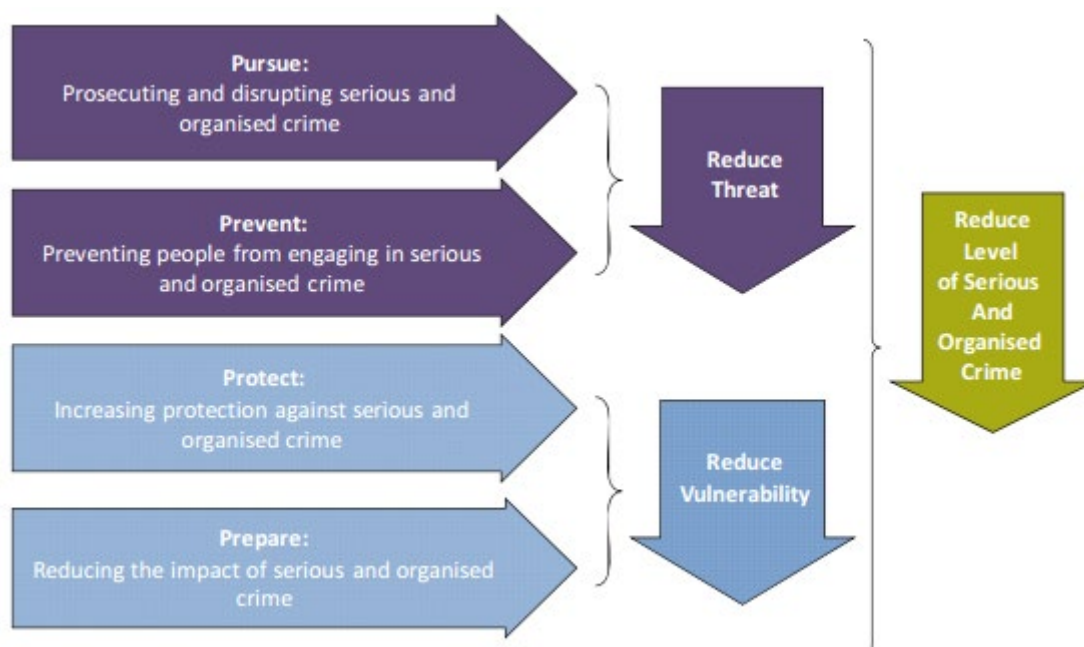 Pursue:
Prosecuting and disrupting serious and
organised crime
Reduce
Threat
Prevent:
Preventing people from engaging in serious
and organised crime
Reduce
Level
of Serious
And
Organised
Crime
Protect:
Increasing protection against serious and
organised crime
Reduce
Vulnerability
Prepare:
Reducing the impact of serious and organised
crime